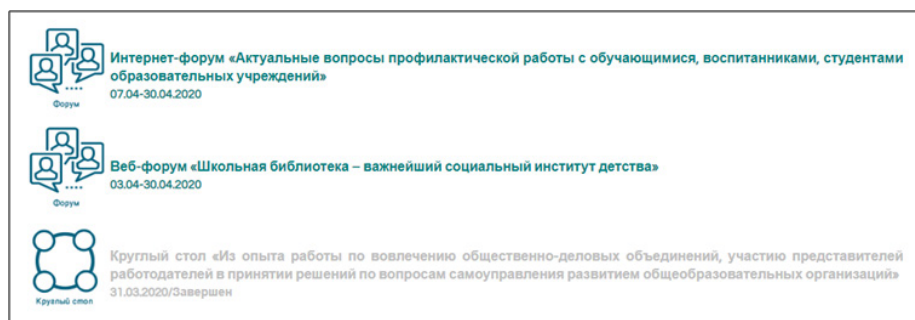 Интернет-форум «Актуальные вопросы профилактической работы с обучающимися, воспитанниками, студентами
образовательных учреждений»
07.04-30.04.2020
Форум
Веб-форум «Школьная библиотека – важнейший социальный институт детства»
03.04-30.04.2020
Форум
Круглый стол «Из опыта работы по вовлечению общественно-деловых объединений, участию представителей
работодателей в принятии решений по вопросам самоуправления развитием общеобразовательных организаций»
31.03.2020/Завершен
Круглый стол